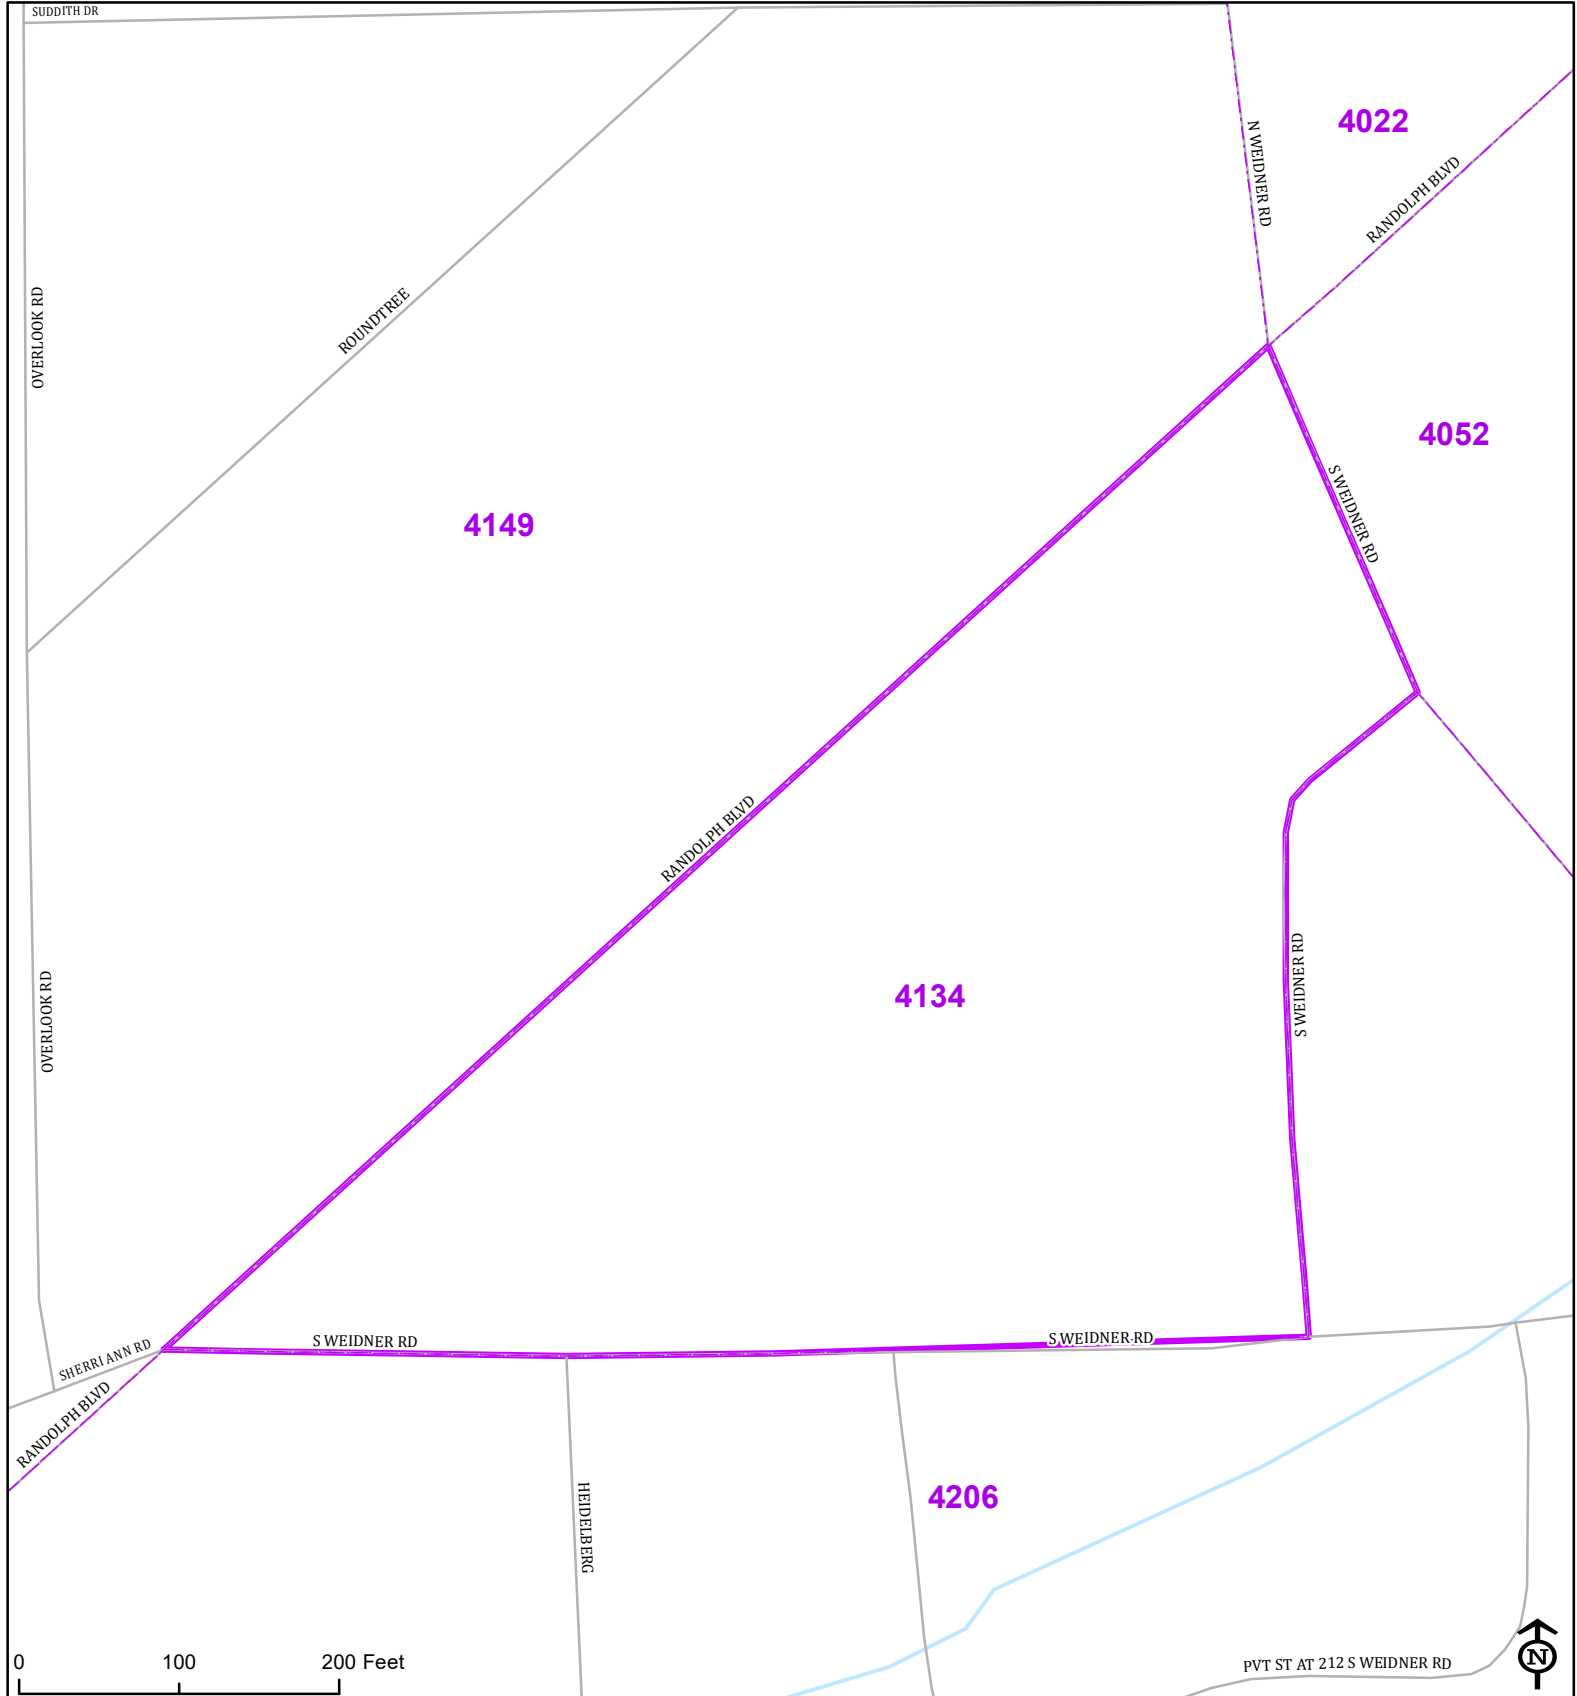 SUDDITH DR
4022
N WEIDNER RD
RANDOLPH BLVD
OVERLOOK RD
ROUNDTREE
4052
S WEIDNER RD
4149
RANDOLPH BLVD
4134
S WEIDNER RD
OVERLOOK RD
S WEIDNER RD
S WEIDNER RD
SHERRI ANN RD
RANDOLPH BLVD
HEIDELBERG
4206
0 100 200 Feet
PVT ST AT 212 S WEIDNER RD
N